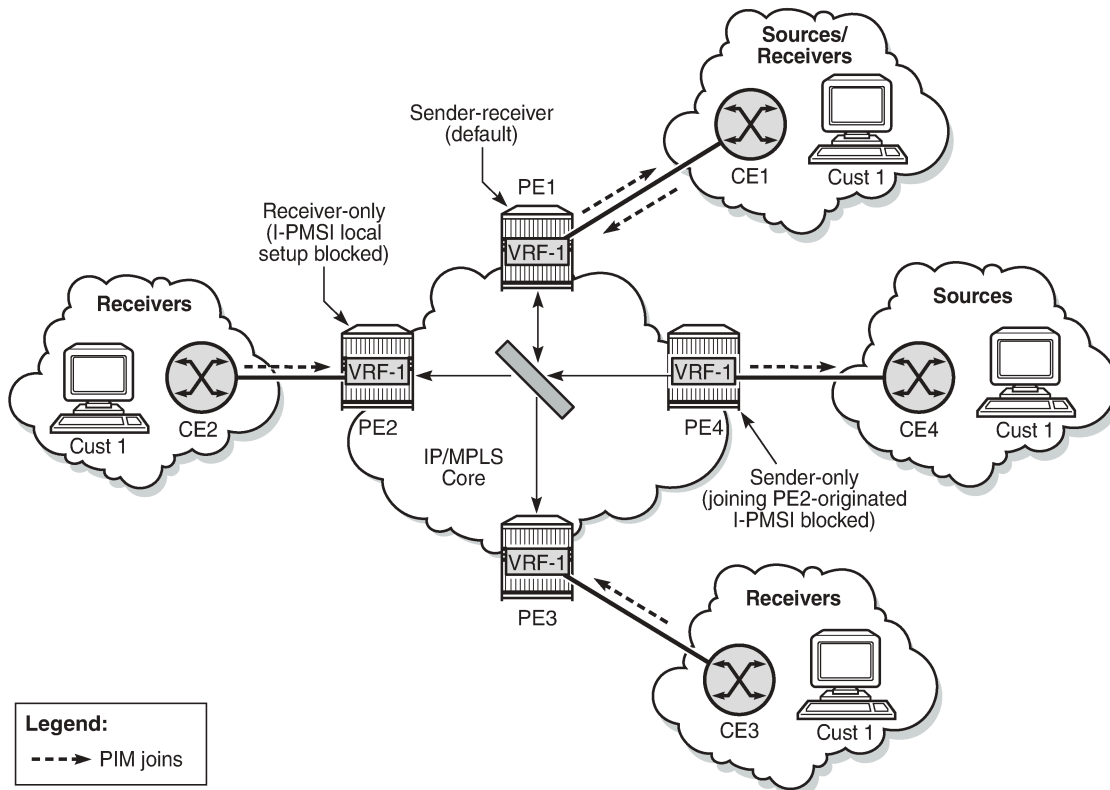 Sources/
Receivers
Sender-receiver
(default)
PE1
CE1
Cust 1
VRF-1
Receiver-only
(I-PMSI local
setup blocked)
Receivers
Sources
VRF-1
VRF-1
CE2
Cust 1
PE2
PE4
CE4
Cust 1
IP/MPLS
Core
Sender-only
(joining PE2-originated
I-PMSI blocked)
VRF-1
PE3
Receivers
CE3
Cust 1
Legend:
PIM joins